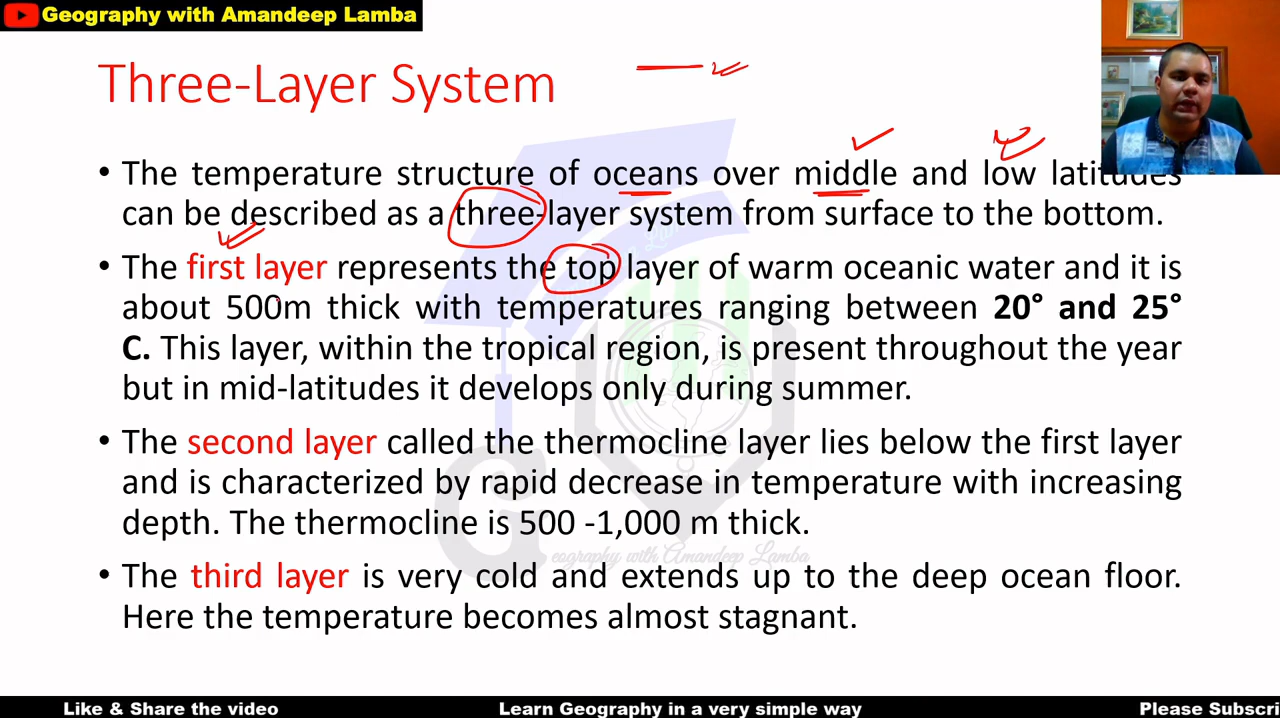 Geography with Amandeep Lamba
Three-Layer System
• The temperature structure of oceans over middle and low latitudes
can be described as a three-layer system from surface to the bottom.
• The first layer represents the top layer of warm oceanic water and it is
about 500m thick with temperatures ranging between 20° and 25°
C. This layer, within the tropical region, is present throughout the year
but in mid-latitudes it develops only during summer.
• The second layer called the thermocline layer lies below the first layer
and is characterized by rapid decrease in temperature with increasing
depth. The thermocline is 500 -1,000 m thick.
eography with Amandeep Lamba
• The third layer is very cold and extends up to the deep ocean floor.
Here the temperature becomes almost stagnant.
Like & Share the video Learn Geography in a very simple way Please Subscri